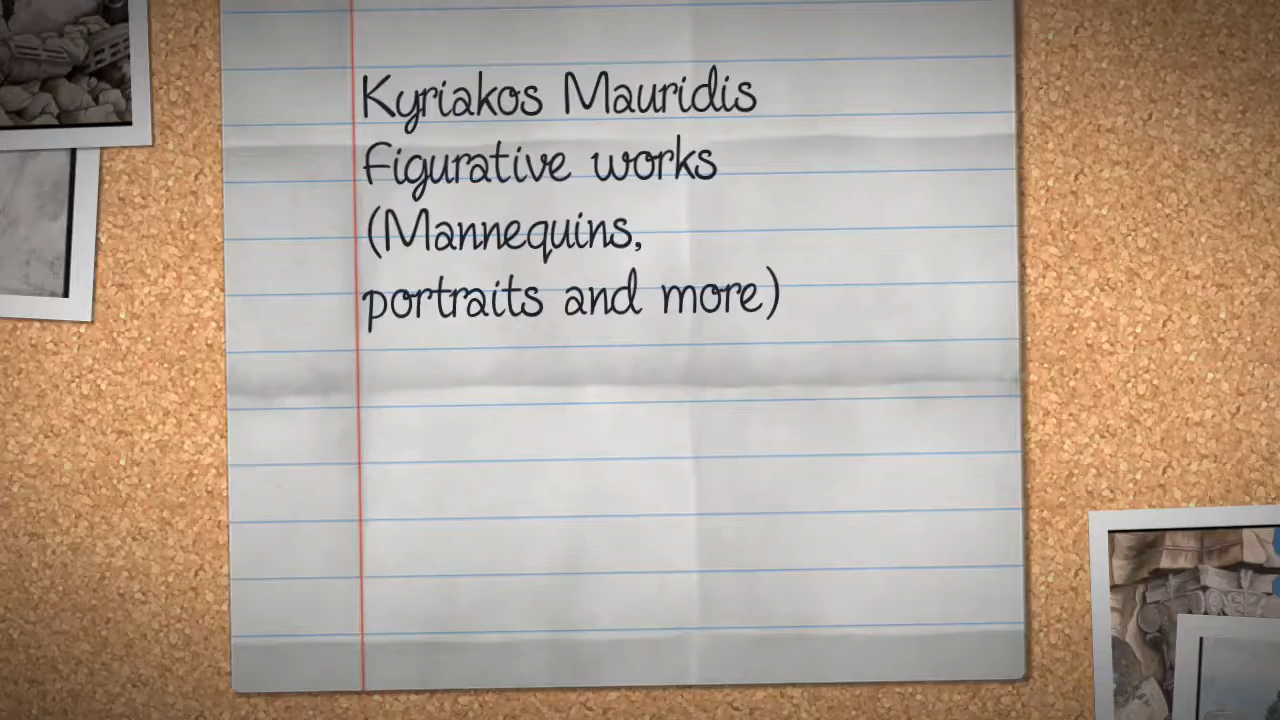 Kyriakos Mauridis
Figurative works
(Mannequins,
portraits and more)